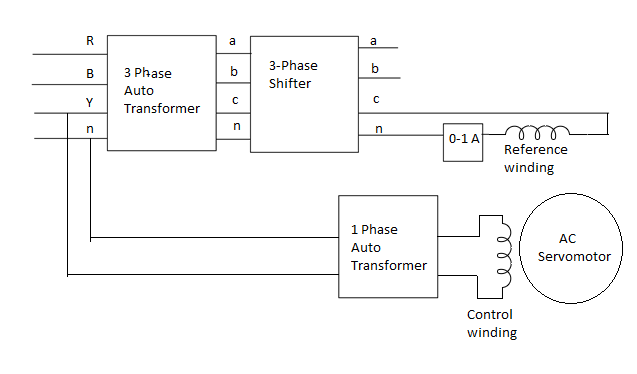 R
B
Y
n
3 Phase
Auto
Transformer
a
b
c
n
3-Phase
Shifter
a
b
c
n
0-1 A
Reference
winding
1 Phase
Auto
Transformer
AC
Servomotor
Control
winding